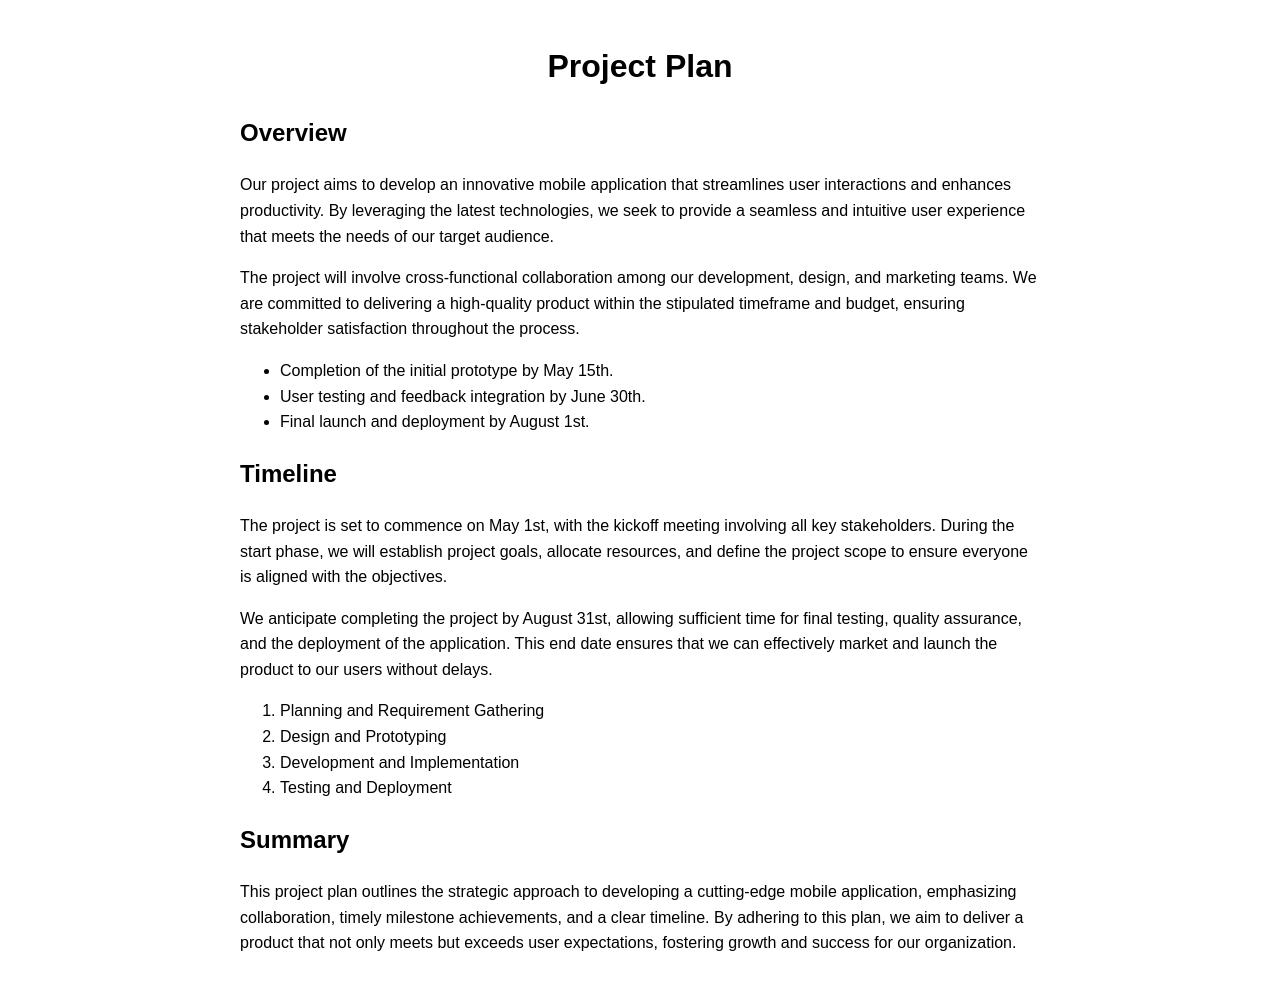 Project Plan
Overview
Our project aims to develop an innovative mobile application that streamlines user interactions and enhances
productivity. By leveraging the latest technologies, we seek to provide a seamless and intuitive user experience
that meets the needs of our target audience.
The project will involve cross-functional collaboration among our development, design, and marketing teams. We
are committed to delivering a high-quality product within the stipulated timeframe and budget, ensuring
stakeholder satisfaction throughout the process.
• Completion of the initial prototype by May 15th.
• User testing and feedback integration by June 30th.
• Final launch and deployment by August 1st.
Timeline
The project is set to commence on May 1st, with the kickoff meeting involving all key stakeholders. During the
start phase, we will establish project goals, allocate resources, and define the project scope to ensure everyone
is aligned with the objectives.
We anticipate completing the project by August 31st, allowing sufficient time for final testing, quality assurance,
and the deployment of the application. This end date ensures that we can effectively market and launch the
product to our users without delays.
1. Planning and Requirement Gathering
2. Design and Prototyping
3. Development and Implementation
4. Testing and Deployment
Summary
This project plan outlines the strategic approach to developing a cutting-edge mobile application, emphasizing
collaboration, timely milestone achievements, and a clear timeline. By adhering to this plan, we aim to deliver a
product that not only meets but exceeds user expectations, fostering growth and success for our organization.